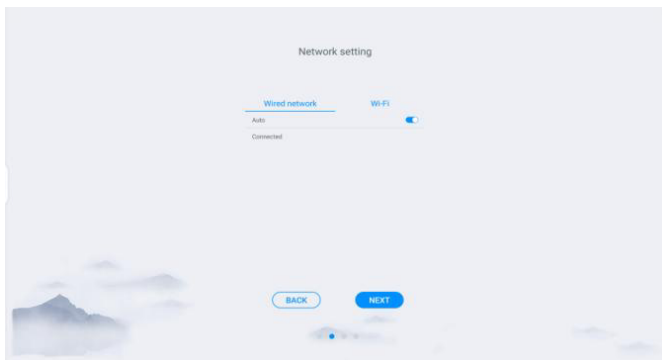 Network setting
Wired network Wi-Fi
Auto
Connected
BACK NEXT